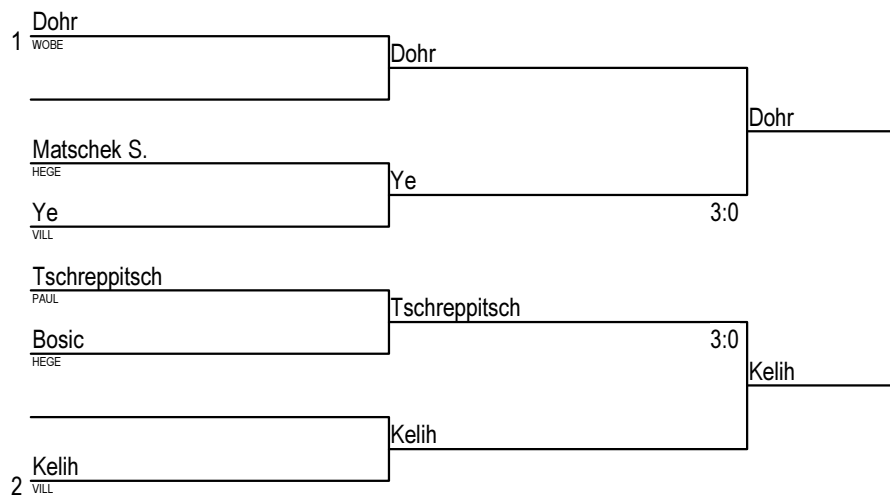 Dohr
1 WOBE
Dohr
Dohr
Matschek S.
HEGE
Ye
Ye
3:0
VILL
Tschreppitsch
PAUL
Tschreppitsch
Bosic
3:0
HEGE
Kelih
Kelih
Kelih
2 VILL